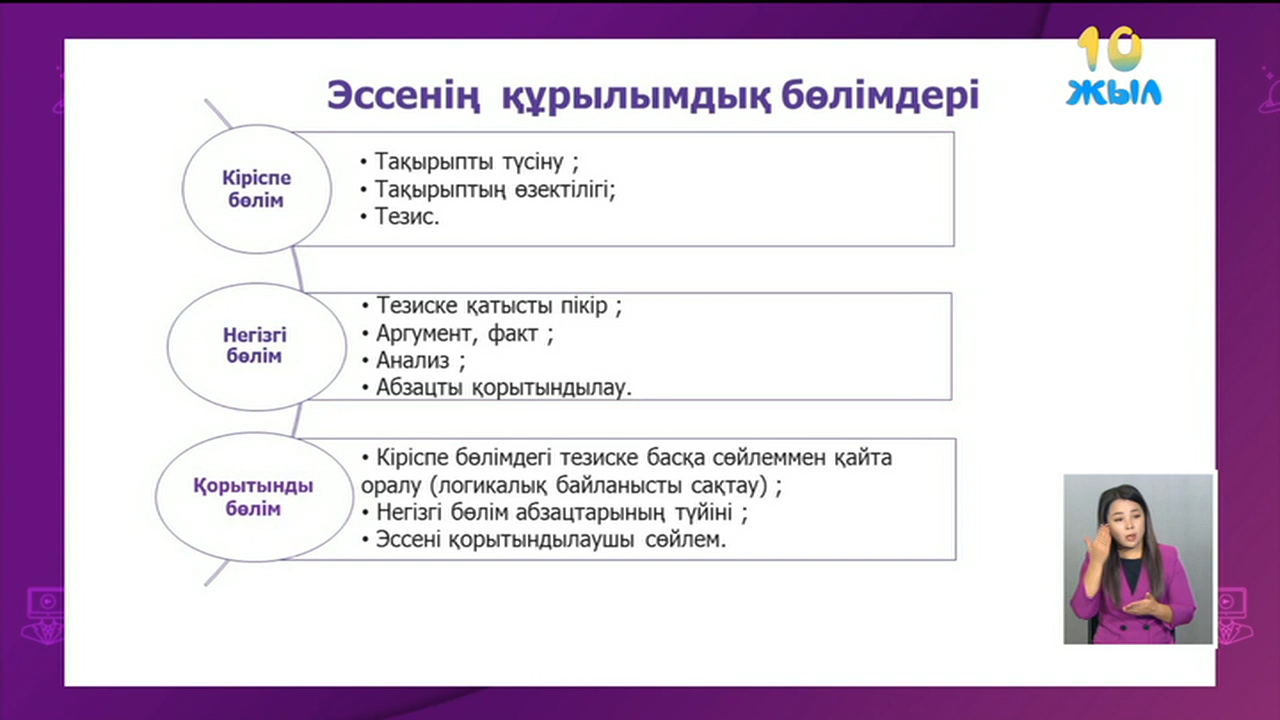 Эссенің құрылымдық бөлімдері
10
ЖЫЛ
Кіріспе
бөлім
• Тақырыпты түсіну ;
• Тақырыптың өзектілігі;
• Тезис.
Негізгі
бөлім
• Тезиске қатысты пікір ;
• Аргумент, факт ;
• Анализ ;
• Абзацты қорытындылау.
Қорытынды
бөлім
• Кіріспе бөлімдегі тезиске басқа сөйлеммен қайта
оралу (логикалық байланысты сақтау) ;
• Негізгі бөлім абзацтарының түйіні ;
• Эссені қорытындылаушы сөйлем.